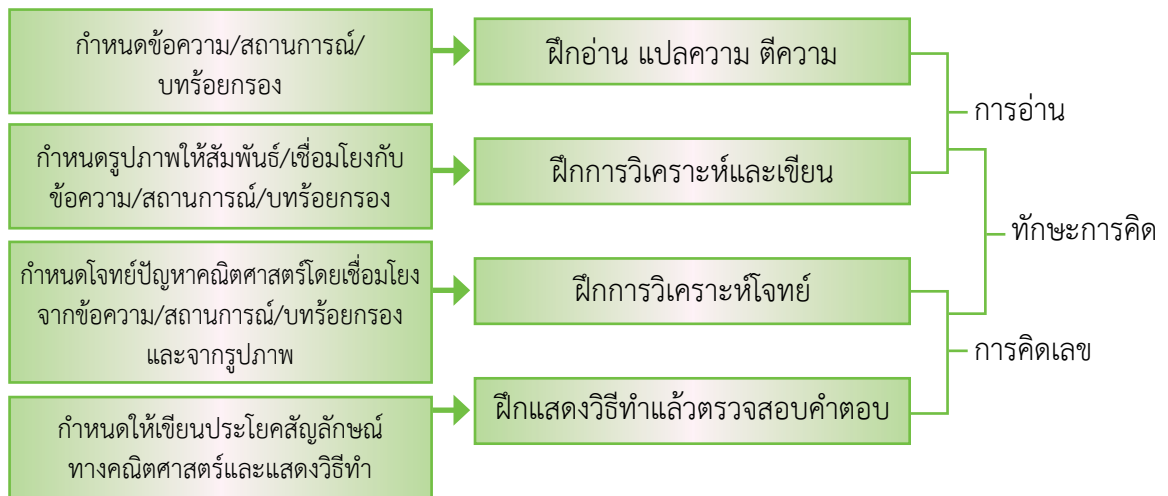 กำหนดข้อความ/สถานการณ์/
บทร้อยกรอง
ฝึกอ่าน แปลความ ตีความ
การอ่าน
กำหนดรูปภาพให้สัมพันธ์/เชื่อมโยงกับ
ข้อความ/สถานการณ์/บทร้อยกรอง
ฝึกการวิเคราะห์และเขียน
ทักษะการคิด
กำหนดโจทย์ปัญหาคณิตศาสตร์โดยเชื่อมโยง
จากข้อความ/สถานการณ์/บทร้อยกรอง
และจากรูปภาพ
ฝึกการวิเคราะห์โจทย์
การคิดเลข
กำหนดให้เขียนประโยคสัญลักษณ์
ทางคณิตศาสตร์และแสดงวิธีทำ
ฝึกแสดงวิธีทำแล้วตรวจสอบคำตอบ